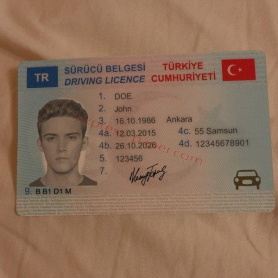 TR
SÜRÜCÜ BELGESİ TÜRKİYE
DRIVING LICENCE CUMHURİYETİ
1. DOE
2. John
3. 16.10.1986 Ankara
4a. 12.03.2015 4c. 55 Samsun
4b. 26.10.2026 4d. 12345678901
5. 123456
7.
9. B B1 D1 M